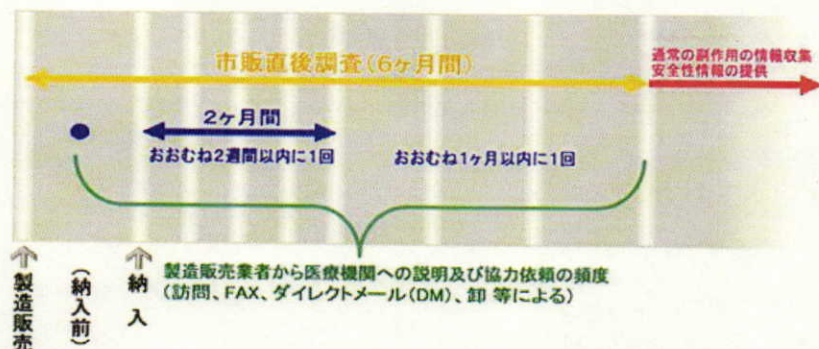 市販直後調査(6ヶ月間)
通常の副作用の情報収集
安全性情報の提供
2ヶ月間
おおむね2週間以内に1回
おおむね1ヶ月以内に1回
製造販売業者から医療機関への説明及び協力依頼の頻度
(訪問、FAX、ダイレクトメール(DM)、卸 等による)
製造販売
(納入前)
納入